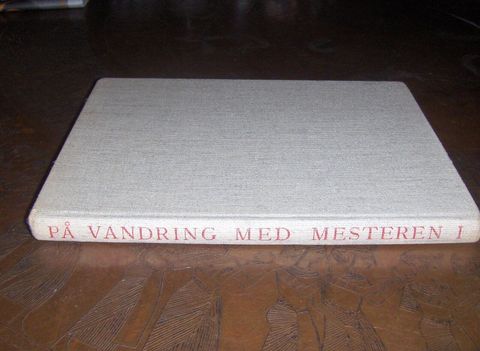 PÅ VANDRING MED MESTEREN I